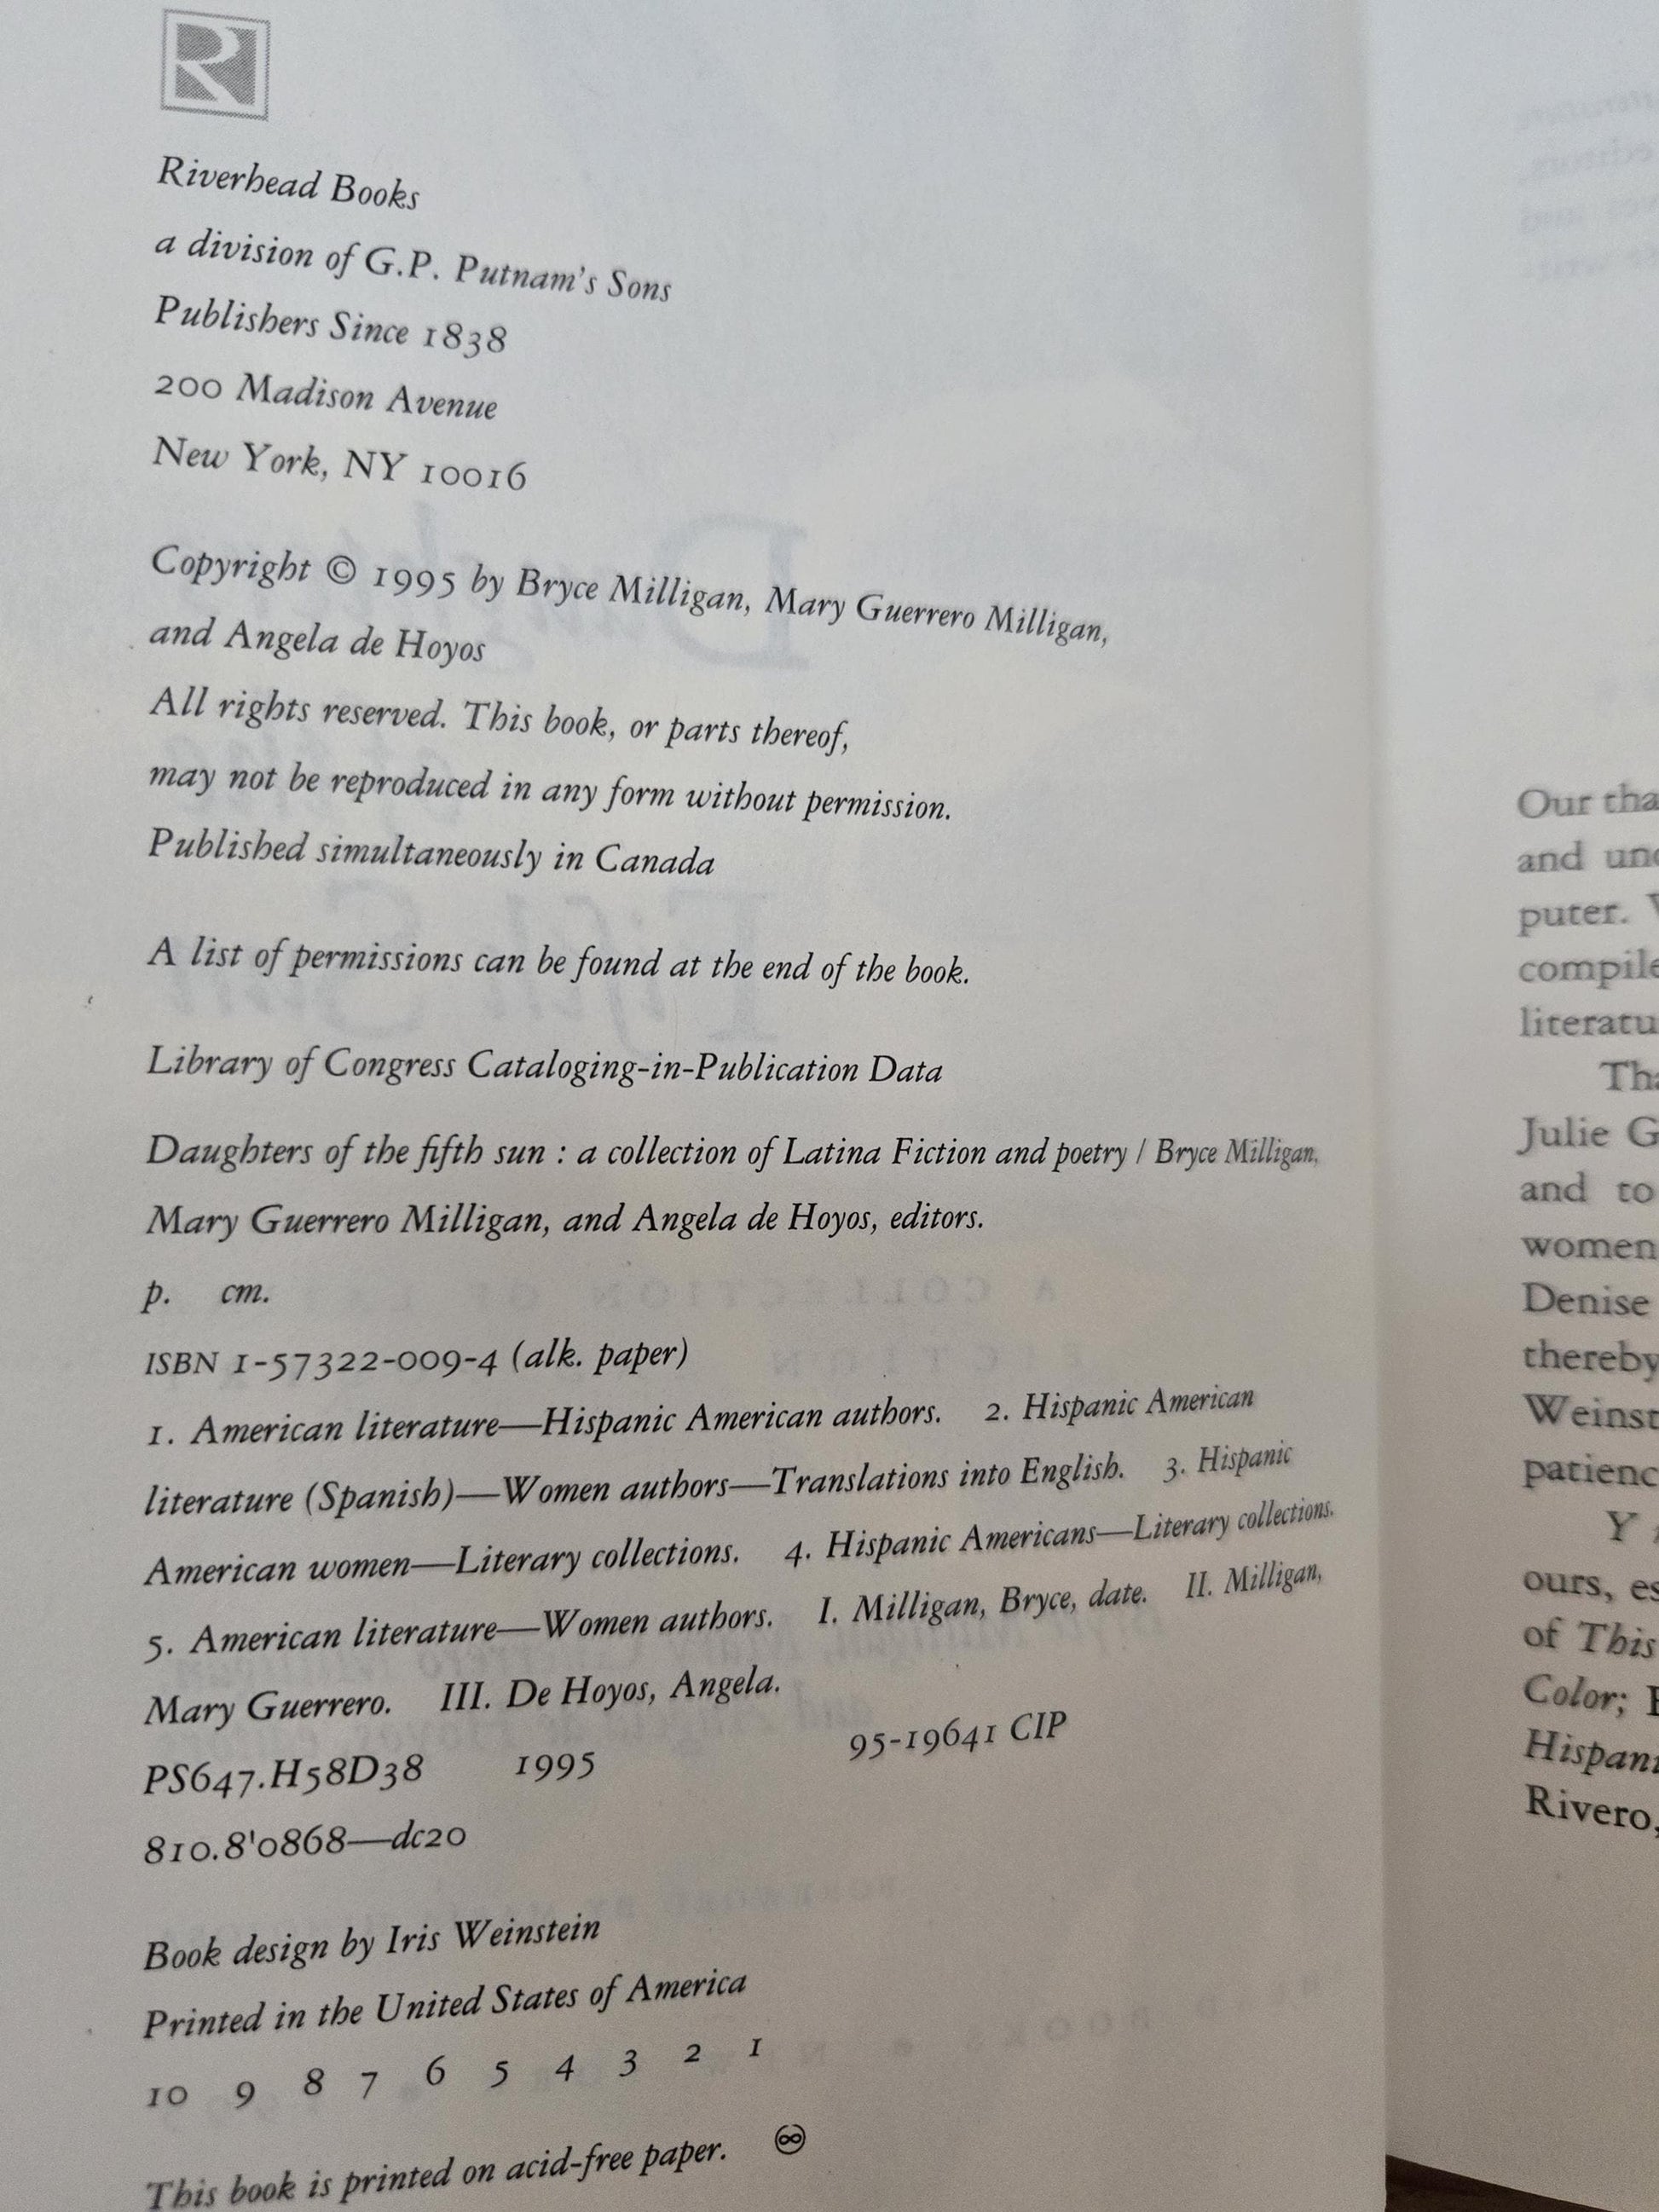 R
Riverhead Books
a division of G.P. Putnam's Sons
Publishers Since 1838
200 Madison Avenue
New York, NY 10016
Copyright © 1995 by Bryce Milligan, Mary Guerrero Milligan,
and Angela de Hoyos
All rights reserved. This book, or parts thereof,
may not be reproduced in any form without permission.
Published simultaneously in Canada
A list of permissions can be found at the end of the book.
Library of Congress Cataloging-in-Publication Data
Daughters of the fifth sun : a collection of Latina Fiction and poetry / Bryce Milligan,
Mary Guerrero Milligan, and Angela de Hoyos, editors.
p. cm.
ISBN 1-57322-009-4 (alk. paper)
1. American literature—Hispanic American authors. 2. Hispanic American
literature (Spanish)—Women authors—Translations into English. 3. Hispanic
American women—Literary collections. 4. Hispanic Americans—Literary collections.
5. American literature—Women authors. I. Milligan, Bryce, date. II. Milligan,
Mary Guerrero. III. De Hoyos, Angela.
PS647.H58D38 1995 95-19641 CIP
810.8'0868—dc20
Book design by Iris Weinstein
Printed in the United States of America
10 9 8 7 6 5 4 3 2 1
This book is printed on acid-free paper. ♾
Our tha
and und
puter. W
compile
literatu
Tha
Julie G
and to
women
Denise
thereby
Weinst
patienc
Y
ours, es
of This
Color;
Hispani
Rivero,